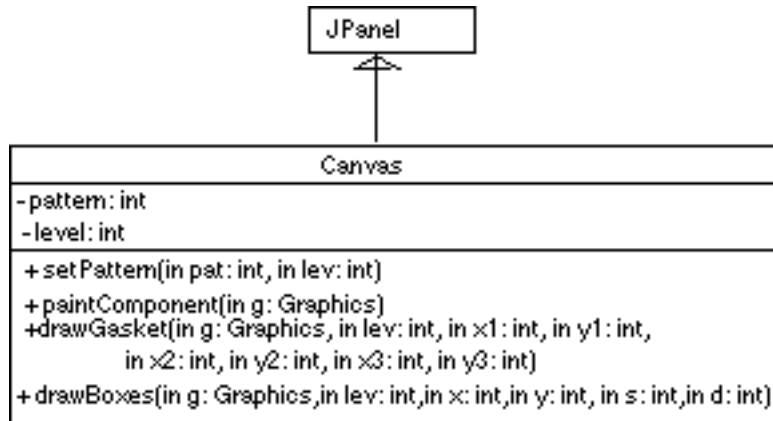 JPanel
Canvas
-pattern: int
-level: int
+setPattern(in pat: int, in lev: int)
+paintComponent(in g: Graphics)
+drawGasket(in g: Graphics, in lev: int, in x1: int, in y1: int,
in x2: int, in y2: int, in x3: int, in y3: int)
+drawBoxes(in g: Graphics,in lev: int,in x: int,in y: int, in s: int,in d: int)